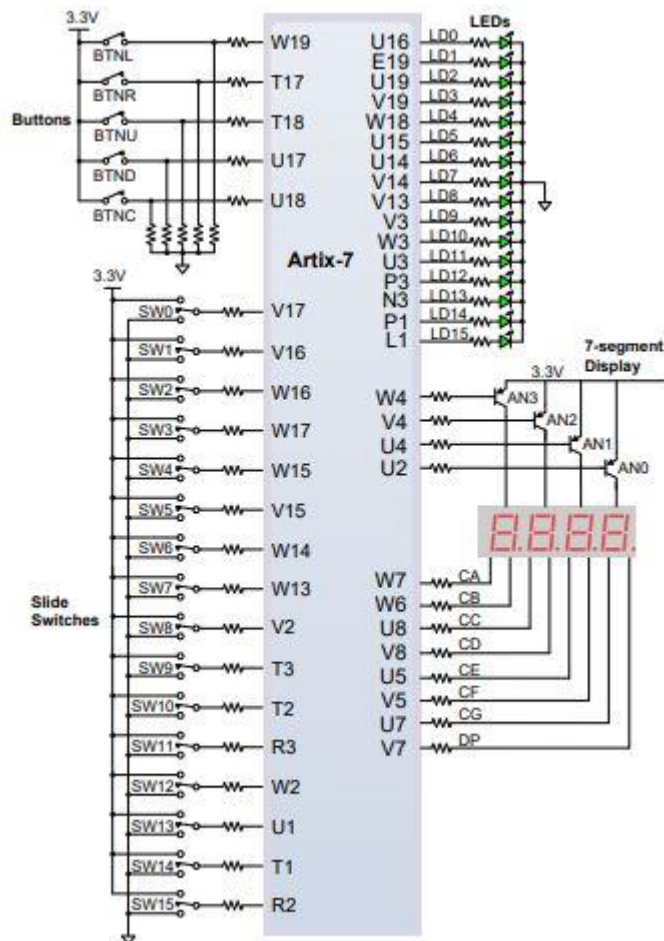 3.3V
BTNL
BTNR
Buttons
BTNU
BTND
BTNC
W19
T17
T18
U17
U18
Artix-7
LEDs
U16 LD0
E19 LD1
U19 LD2
V19 LD3
W18 LD4
U15 LD5
U14 LD6
V14 LD7
V13 LD8
V3 LD9
W3 LD10
U3 LD11
P3 LD12
N3 LD13
P1 LD14
L1 LD15
3.3V
SW0 V17
SW1 V16
SW2 W16
SW3 W17
SW4 W15
SW5 V15
SW6 W14
SW7 W13
Slide
Switches
SW8 V2
SW9 T3
SW10 T2
SW11 R3
SW12 W2
SW13 U1
SW14 T1
SW15 R2
7-segment
Display
3.3V
W4 AN3
V4 AN2
U4 AN1
U2 AN0
8.8.8.8.
W7 CA
W6 CB
U8 CC
V8 CD
U5 CE
V5 CF
U7 CG
V7 DP